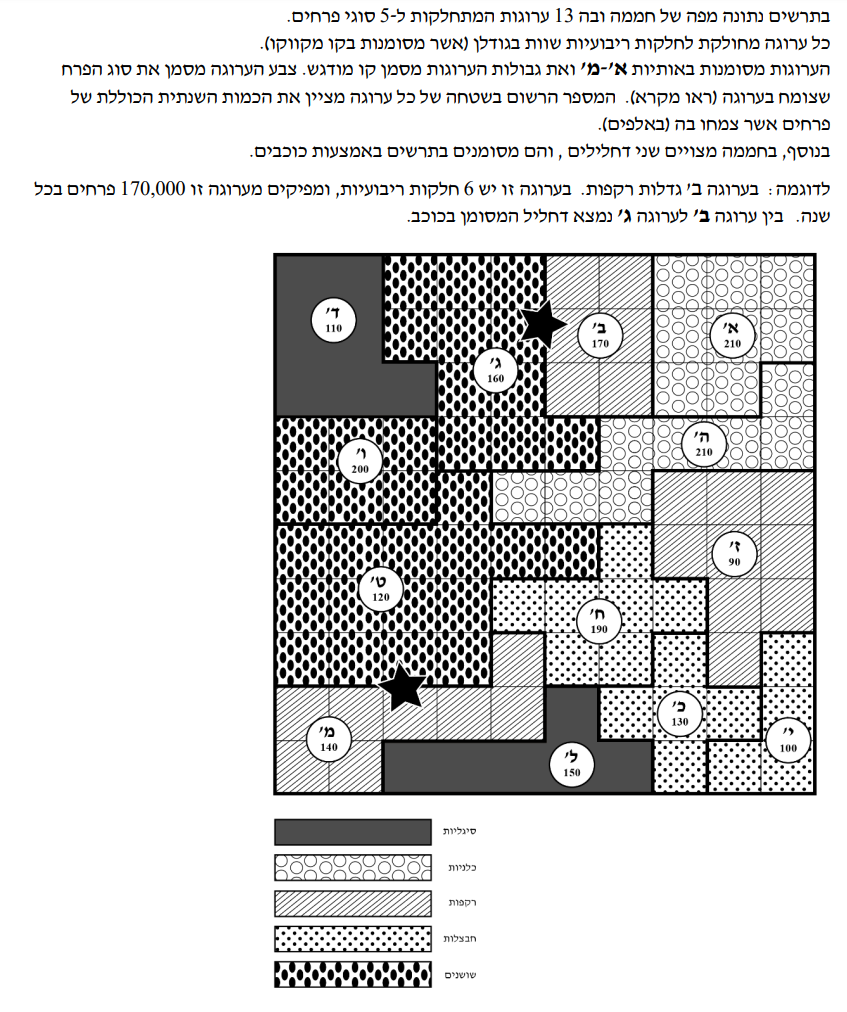 בתרשים נתונה מפה של חממה ובה 13 ערוגות המתחלקות ל-5 סוגי פרחים.
כל ערוגה מחולקת לחלקות ריבועיות שוות בגודלן (אשר מסומנות בקו מקווקו).
הערוגות מסומנות באותיות א'-מ' ואת גבולות הערוגות מסמן קו מודגש. צבע הערוגה מסמן את סוג הפרח
שצומח בערוגה (ראו מקרא). המספר הרשום בשטחה של כל ערוגה מציין את הכמות השנתית הכוללת של
פרחים אשר צמחו בה (באלפים).
בנוסף, בחממה מצויים שני דחלילים , והם מסומנים בתרשים באמצעות כוכבים.
לדוגמה: בערוגה ב' גדלות רקפות. בערוגה זו יש 6 חלקות ריבועיות, ומפיקים מערוגה זו 170,000 פרחים בכל
שנה. בין ערוגה ב' לערוגה ג' נמצא דחליל המסומן בכוכב.
א'
210
ב'
170
ג'
160
ד'
110
ה'
210
ו'
200
ז'
90
ט'
120
ח'
190
כ'
130
י'
100
מ'
140
ל'
150
סיגליות
כלניות
רקפות
חבצלות
שושנים